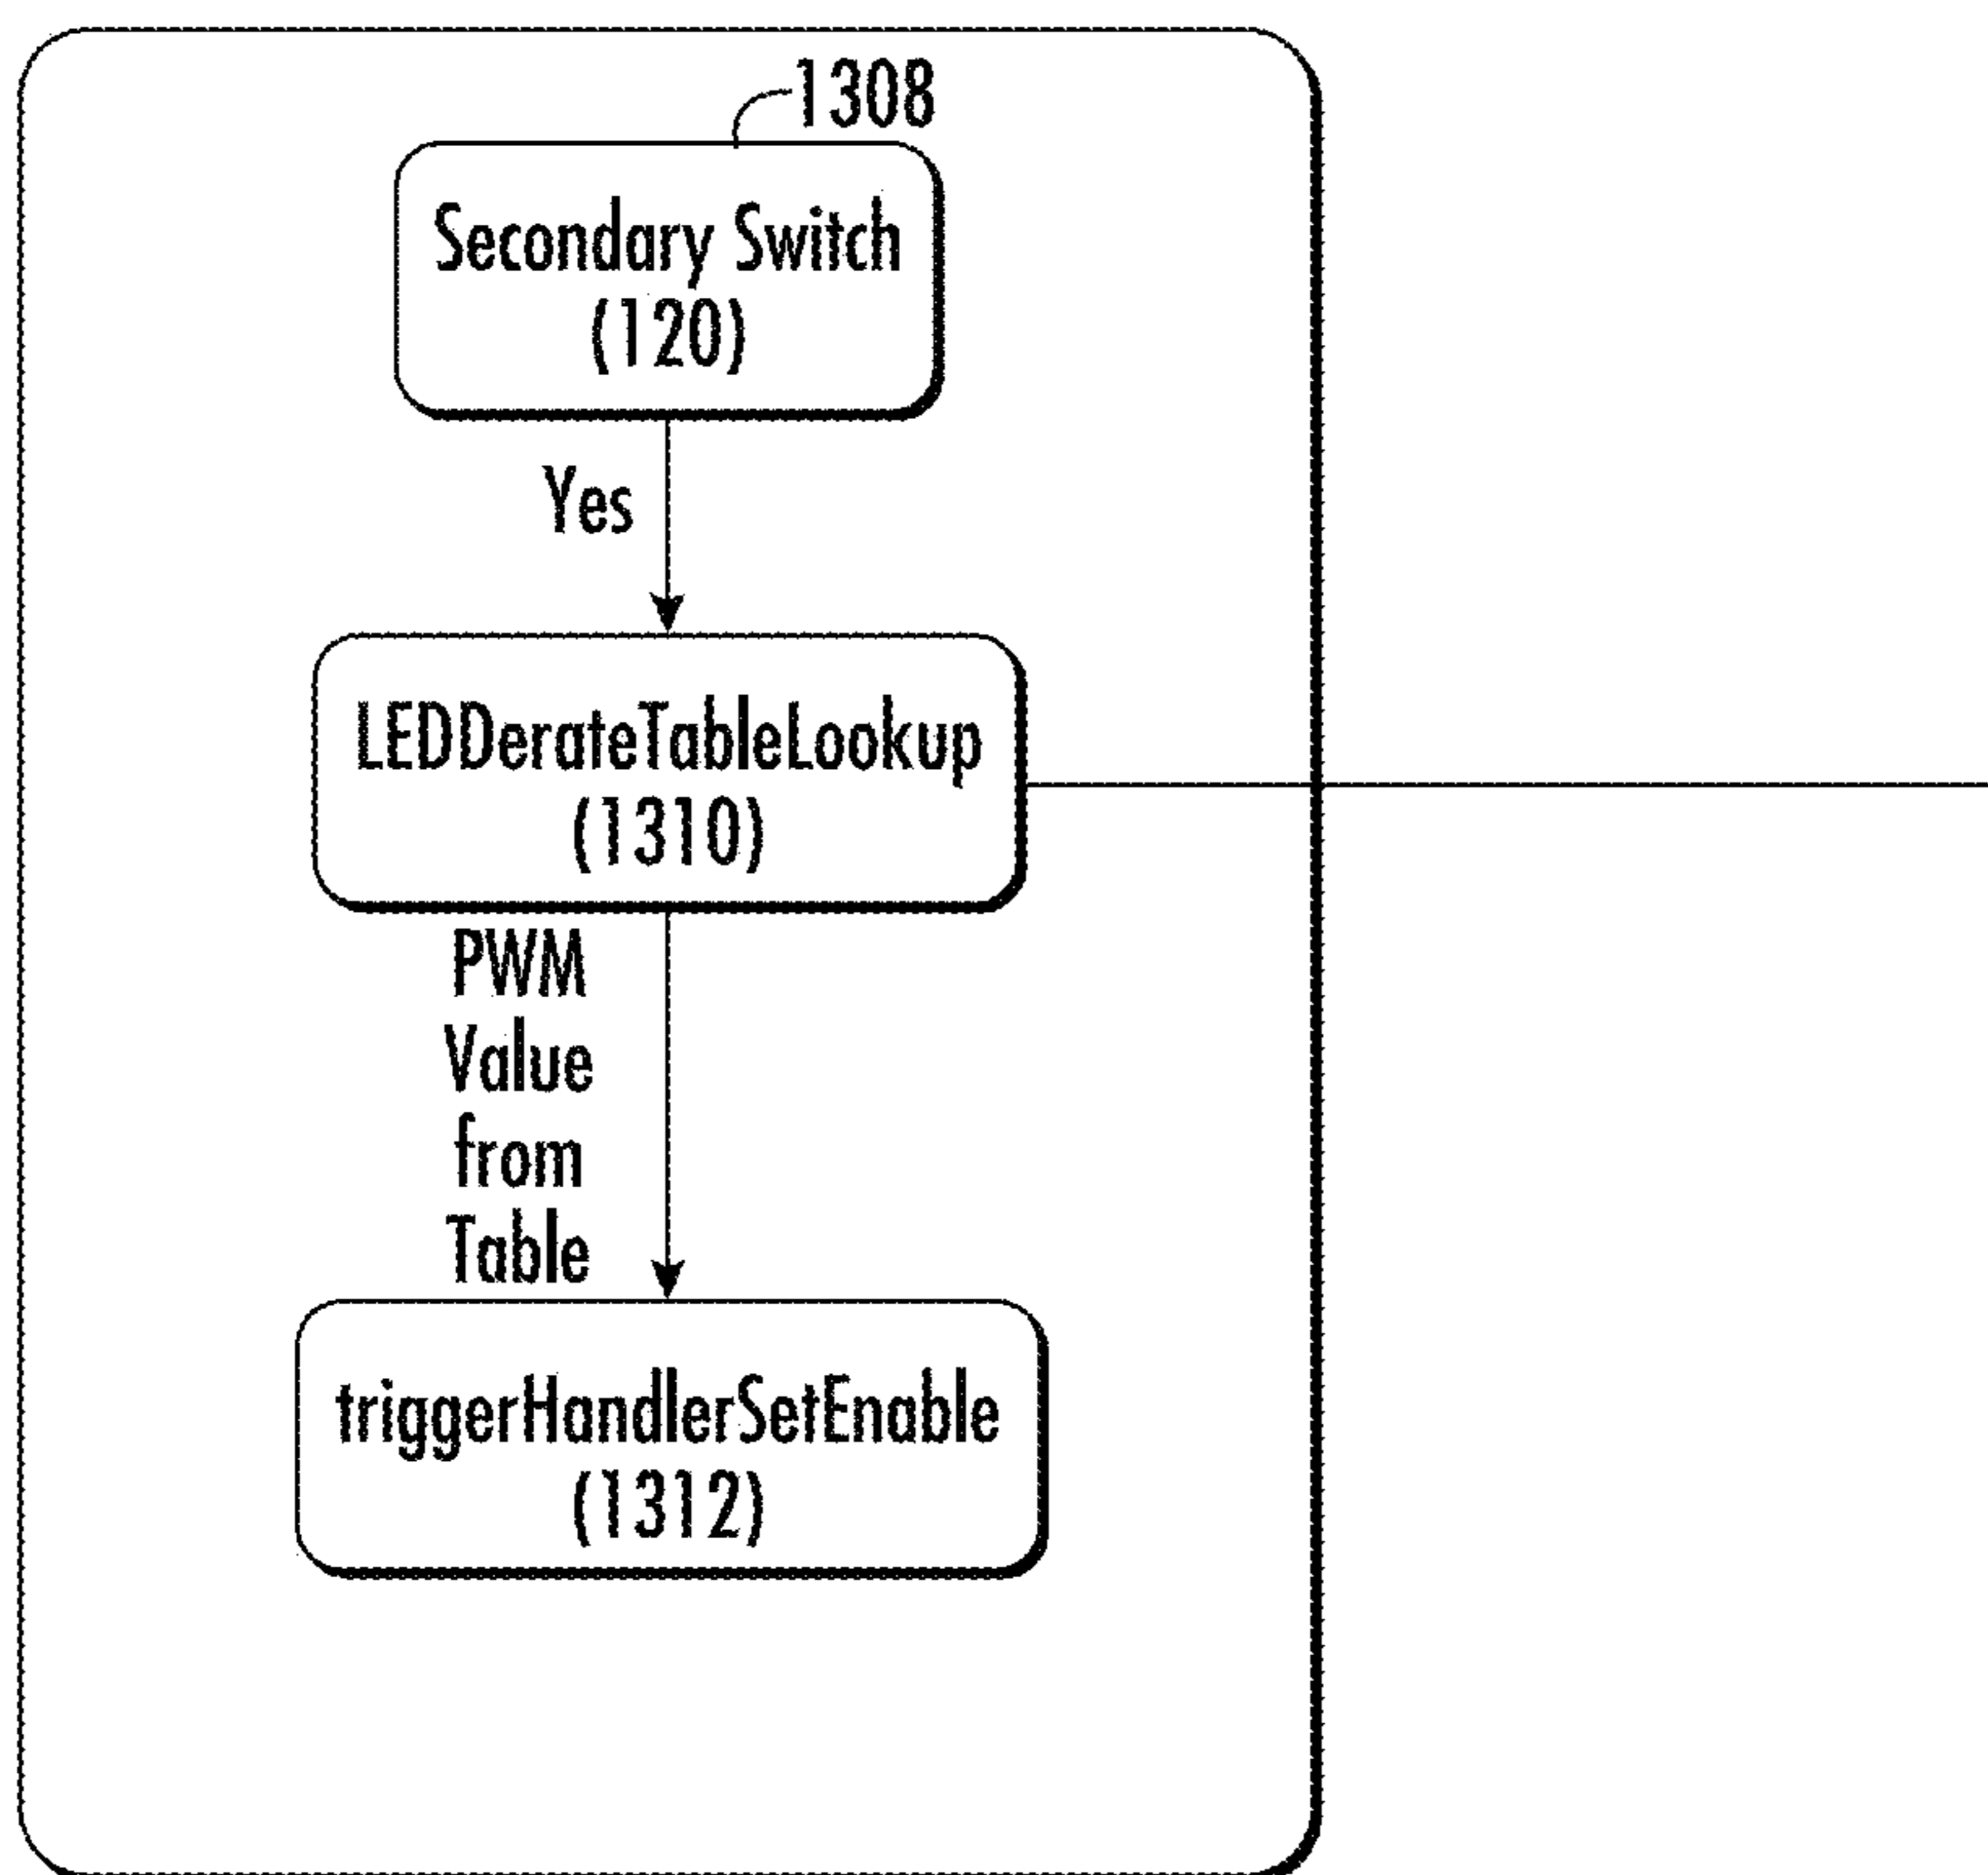 1308
Secondary Switch
(120)
Yes
LEDDerateTableLookup
(1310)
PWM
Value
from
Table
triggerHandlerSetEnable
(1312)